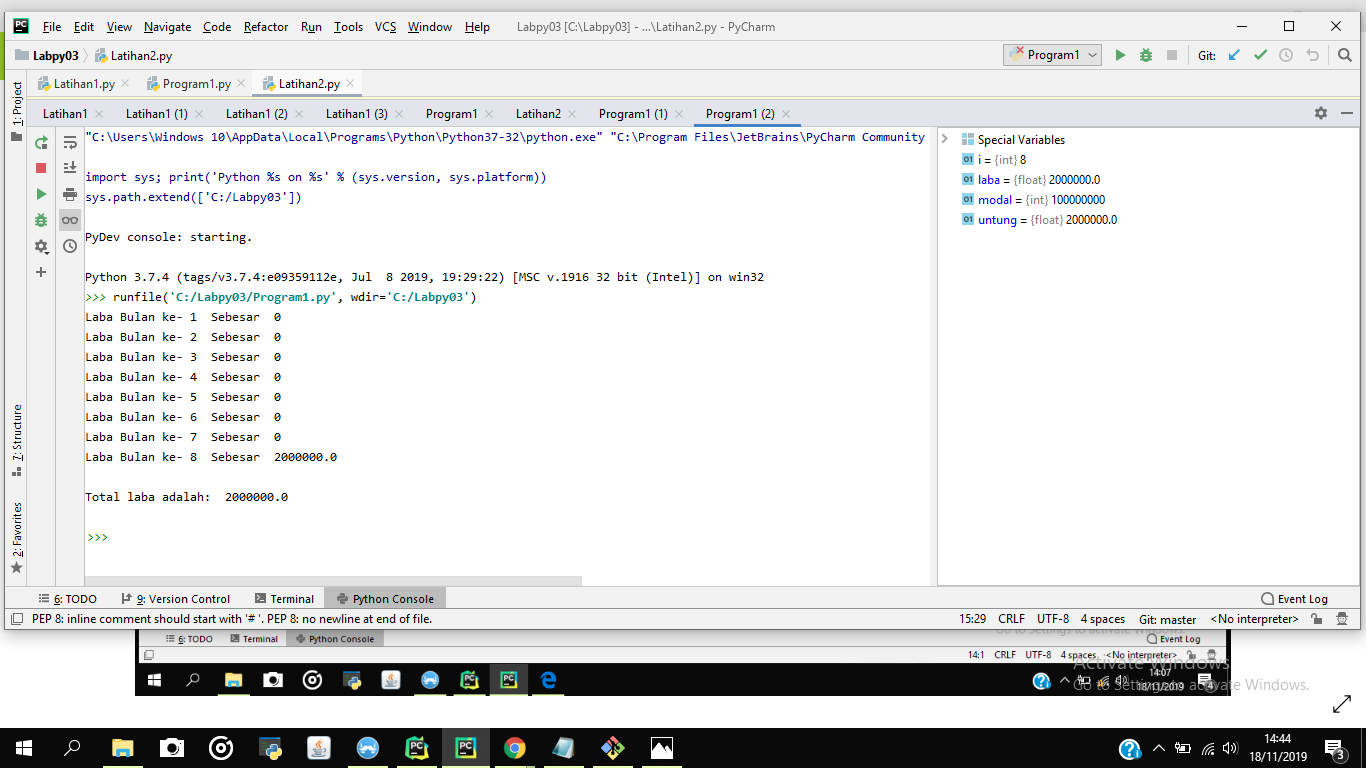 File Edit View Navigate Code Refactor Run Tools VCS Window Help Labpy03 [C:\Labpy03] - ...\Latihan2.py - PyCharm
Labpy03 Latihan2.py Program1 Git:
Latihan1.py Program1.py Latihan2.py
1: Project
Latihan1 Latihan1 (1) Latihan1 (2) Latihan1 (3) Program1 Latihan2 Program1 (1) Program1 (2)
"C:\Users\Windows 10\AppData\Local\Programs\Python\Python37-32\python.exe" "C:\Program Files\JetBrains\PyCharm Community
import sys; print('Python %s on %s' % (sys.version, sys.platform))
sys.path.extend(['C:/Labpy03'])
PyDev console: starting.
Python 3.7.4 (tags/v3.7.4:e09359112e, Jul  8 2019, 19:29:22) [MSC v.1916 32 bit (Intel)] on win32
>>> runfile('C:/Labpy03/Program1.py', wdir='C:/Labpy03')
Laba Bulan ke- 1  Sebesar  0
Laba Bulan ke- 2  Sebesar  0
Laba Bulan ke- 3  Sebesar  0
Laba Bulan ke- 4  Sebesar  0
Laba Bulan ke- 5  Sebesar  0
Laba Bulan ke- 6  Sebesar  0
Laba Bulan ke- 7  Sebesar  0
Laba Bulan ke- 8  Sebesar  2000000.0
Total laba adalah:  2000000.0
>>>
Special Variables
01 i = {int} 8
01 laba = {float} 2000000.0
01 modal = {int} 100000000
01 untung = {float} 2000000.0
7: Structure
2: Favorites
6: TODO 9: Version Control Terminal Python Console Event Log
PEP 8: inline comment should start with '# '. PEP 8: no newline at end of file. 15:29 CRLF UTF-8 4 spaces Git: master <No interpreter>
6: TODO Terminal Python Console Go to Settings to activate Windows. Event Log
14:1 CRLF UTF-8 4 spaces <No interpreter>
Activate Windows
Go to Settings to activate Windows.
14:07
18/11/2019 4
14:44
18/11/2019 3